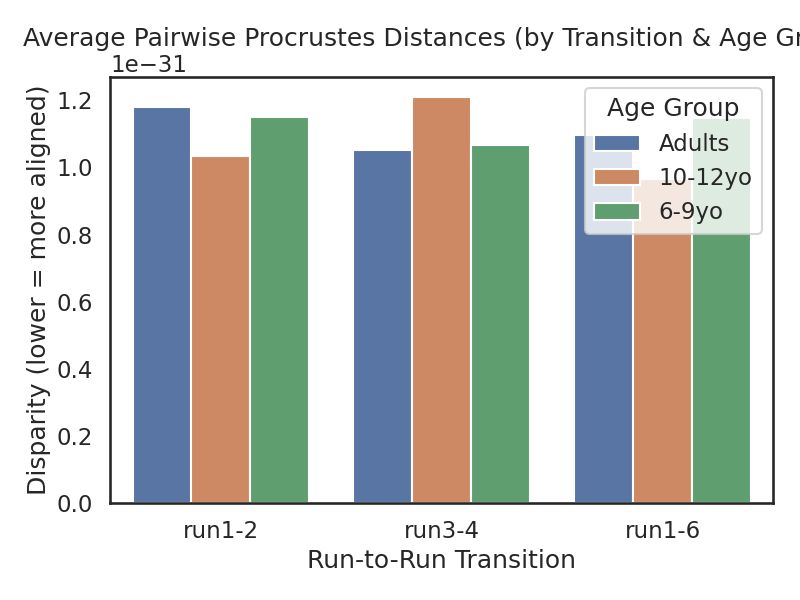 Average Pairwise Procrustes Distances (by Transition & Age Gr
1e−31
Disparity (lower = more aligned)
1.2
1.0
0.8
0.6
0.4
0.2
0.0
Age Group
Adults
10-12yo
6-9yo
run1-2 run3-4 run1-6
Run-to-Run Transition